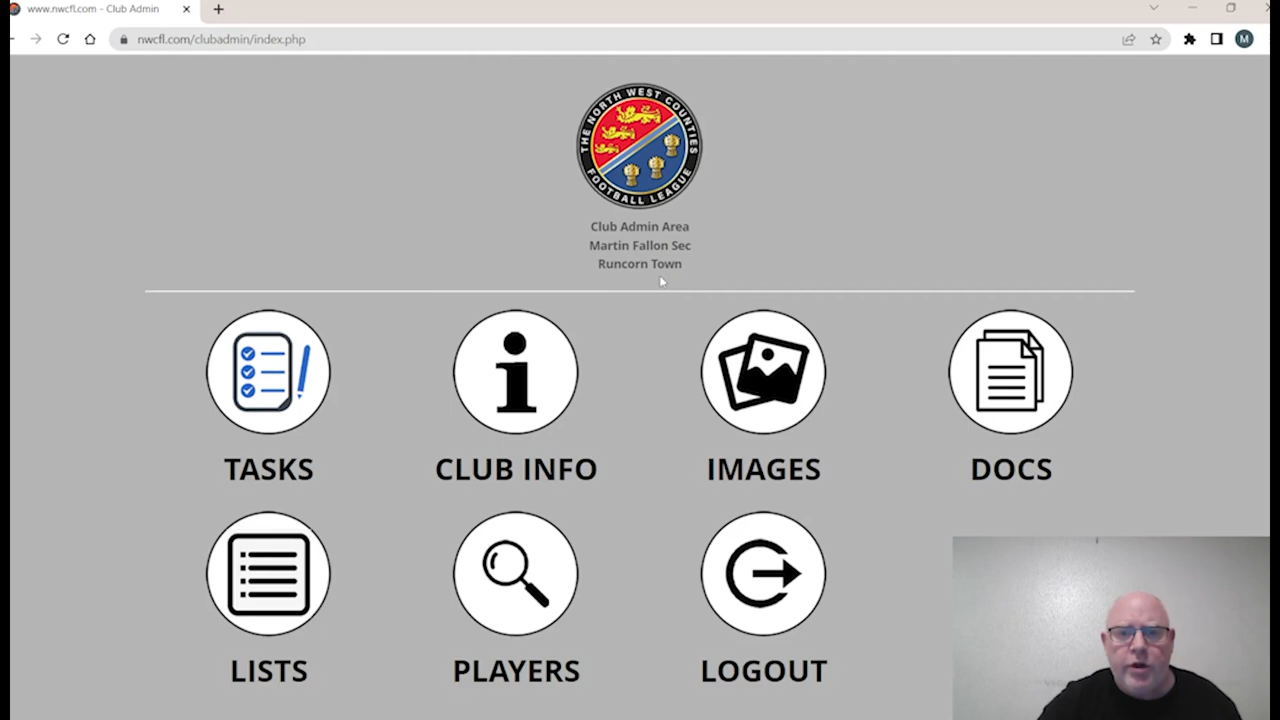 www.nwcfl.com - Club Admin
nwcfl.com/clubadmin/index.php
M
THE NORTH WEST COUNTIES
FOOTBALL LEAGUE
Club Admin Area
Martin Fallon Sec
Runcorn Town
TASKS
CLUB INFO
IMAGES
DOCS
LISTS
PLAYERS
LOGOUT